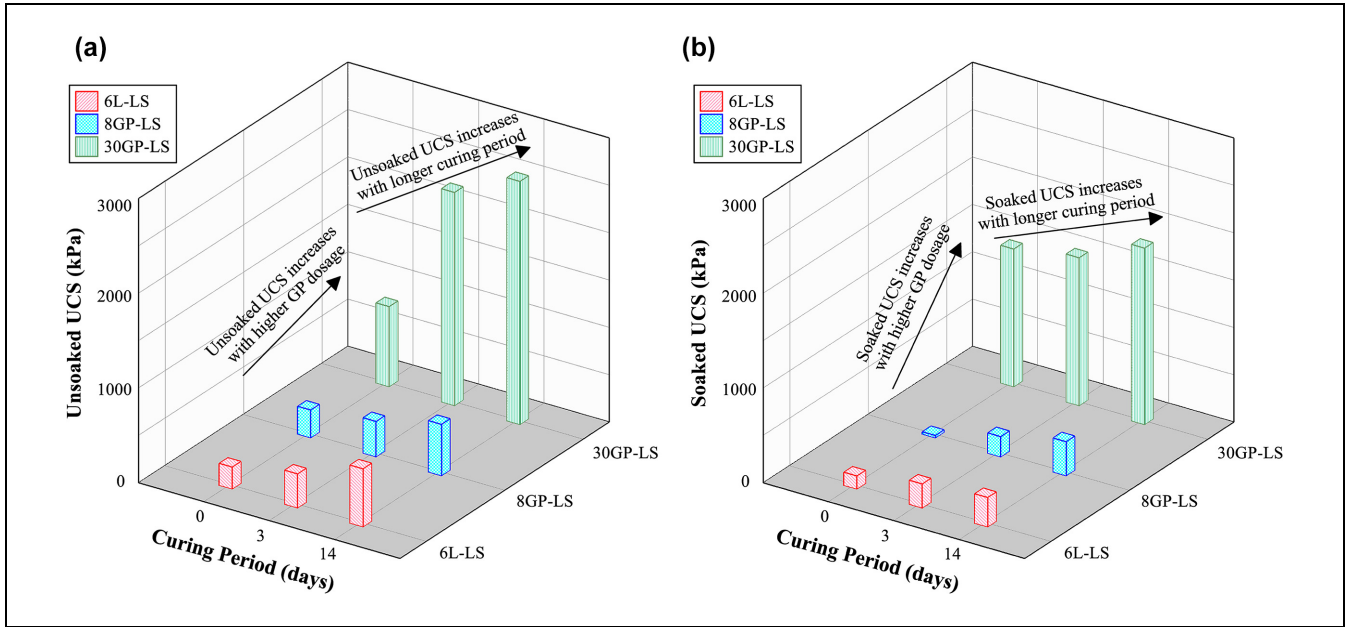 (a)
6L-LS
8GP-LS
30GP-LS
Unsoaked UCS increases
with longer curing period
Unsoaked UCS increases
with higher GP dosage
Unsoaked UCS (kPa)
3000
2000
1000
0
0
3
14
Curing Period (days)
6L-LS
8GP-LS
30GP-LS
(b)
6L-LS
8GP-LS
30GP-LS
Soaked UCS increases
with longer curing period
Soaked UCS increases
with higher GP dosage
Soaked UCS (kPa)
3000
2000
1000
0
0
3
14
Curing Period (days)
6L-LS
8GP-LS
30GP-LS